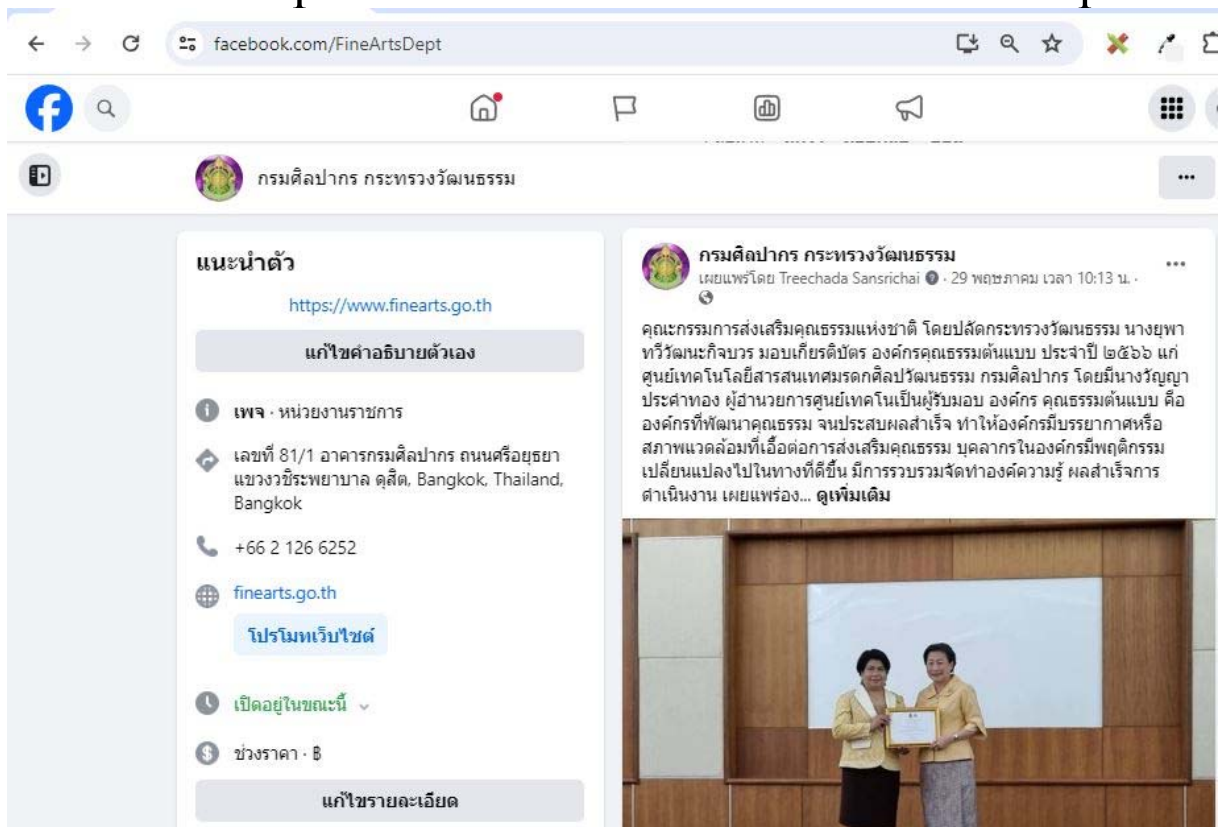 facebook.com/FineArtsDept
กรมศิลปากร กระทรวงวัฒนธรรม
แนะนำตัว
https://www.finearts.go.th
แก้ไขคำอธิบายตัวเอง
เพจ · หน่วยงานราชการ
เลขที่ 81/1 อาคารกรมศิลปากร ถนนศรีอยุธยา
แขวงวชิระพยาบาล ดุสิต, Bangkok, Thailand,
Bangkok
+66 2 126 6252
finearts.go.th
โปรโมทเว็บไซต์
เปิดอยู่ในขณะนี้
ช่วงราคา · ฿
แก้ไขรายละเอียด
กรมศิลปากร กระทรวงวัฒนธรรม
เผยแพร่โดย Treechada Sansrichai · 29 พฤษภาคม เวลา 10:13 น. ·
คุณะกรรมการส่งเสริมคุณธรรมแห่งชาติ โดยปลัดกระทรวงวัฒนธรรม นางยุพา
ทวีวัฒนะกิจบวร มอบเกียรติบัตร องค์กรคุณธรรมต้นแบบ ประจำปี ๒๕๖๖ แก่
ศูนย์เทคโนโลยีสารสนเทศมรดกศิลปวัฒนธรรม กรมศิลปากร โดยมีนางวัญญา
ประคำทอง ผู้อำนวยการศูนย์เทคโนเป็นผู้รับมอบ องค์กร คุณธรรมต้นแบบ คือ
องค์กรที่พัฒนาคุณธรรม จนประสบผลสำเร็จ ทำให้องค์กรมีบรรยากาศหรือ
สภาพแวดล้อมที่เอื้อต่อการส่งเสริมคุณธรรม บุคลากรในองค์กรมีพฤติกรรม
เปลี่ยนแปลงไปในทางที่ดีขึ้น มีการรวบรวมจัดทำองค์ความรู้ ผลสำเร็จการ
ดำเนินงาน เผยแพร่อง... ดูเพิ่มเติม